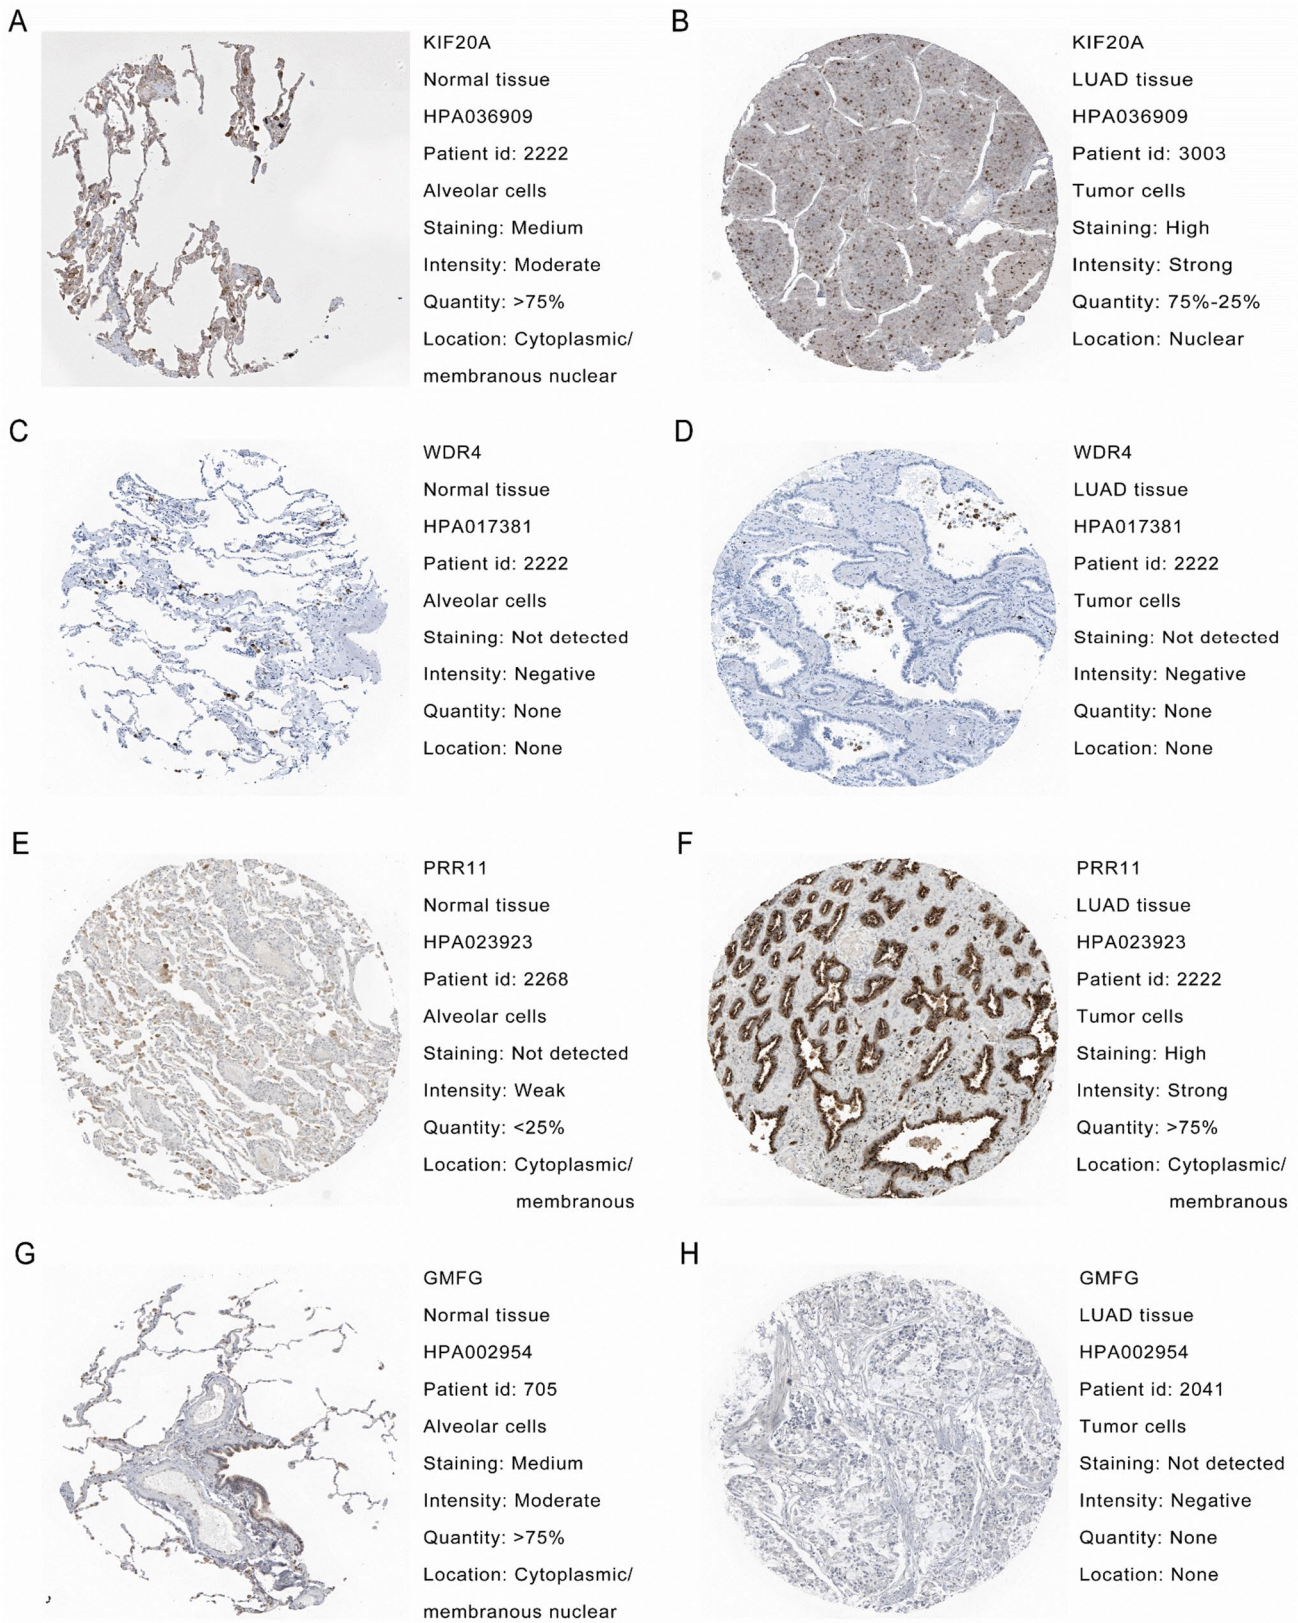 A
KIF20A
Normal tissue
HPA036909
Patient id: 2222
Alveolar cells
Staining: Medium
Intensity: Moderate
Quantity: >75%
Location: Cytoplasmic/
membranous nuclear
B
KIF20A
LUAD tissue
HPA036909
Patient id: 3003
Tumor cells
Staining: High
Intensity: Strong
Quantity: 75%-25%
Location: Nuclear
C
WDR4
Normal tissue
HPA017381
Patient id: 2222
Alveolar cells
Staining: Not detected
Intensity: Negative
Quantity: None
Location: None
D
WDR4
LUAD tissue
HPA017381
Patient id: 2222
Tumor cells
Staining: Not detected
Intensity: Negative
Quantity: None
Location: None
E
PRR11
Normal tissue
HPA023923
Patient id: 2268
Alveolar cells
Staining: Not detected
Intensity: Weak
Quantity: <25%
Location: Cytoplasmic/
membranous
F
PRR11
LUAD tissue
HPA023923
Patient id: 2222
Tumor cells
Staining: High
Intensity: Strong
Quantity: >75%
Location: Cytoplasmic/
membranous
G
GMFG
Normal tissue
HPA002954
Patient id: 705
Alveolar cells
Staining: Medium
Intensity: Moderate
Quantity: >75%
Location: Cytoplasmic/
membranous nuclear
H
GMFG
LUAD tissue
HPA002954
Patient id: 2041
Tumor cells
Staining: Not detected
Intensity: Negative
Quantity: None
Location: None